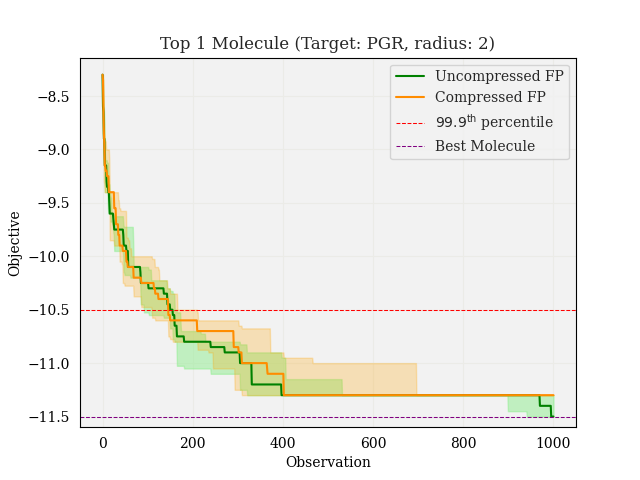 Top 1 Molecule (Target: PGR, radius: 2)
Uncompressed FP
Compressed FP
99.9th percentile
Best Molecule
Objective
−8.5
−9.0
−9.5
−10.0
−10.5
−11.0
−11.5
0 200 400 600 800 1000
Observation